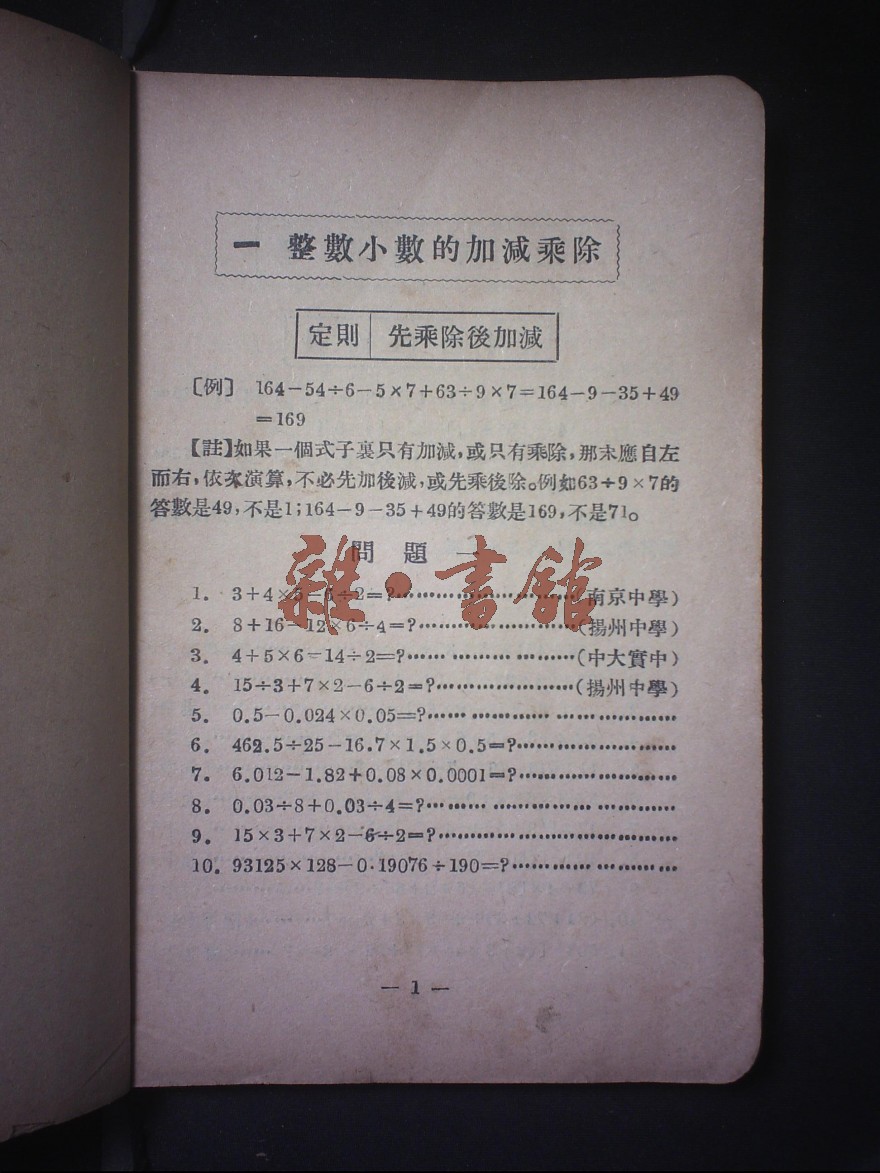 一 整數小數的加減乘除
定則 先乘除後加減
〔例〕 164－54÷6－5×7＋63÷9×7＝164－9－35＋49
＝169
【註】如果一個式子裏只有加減，或只有乘除，那末應自左
而右，依次演算，不必先加後減，或先乘後除。例如63÷9×7的
答數是49，不是1；164－9－35＋49的答數是169，不是71。
問題一
雜·書館
1. 3＋4×5－6÷2＝?…………………………(南京中學)
2. 8＋16－12×6÷4＝?………………………(揚州中學)
3. 4＋5×6－14÷2＝?…… ……… … ………(中大實中)
4. 15÷3＋7×2－6÷2＝?……………………(揚州中學)
5. 0.5－0.024×0.05＝?…… ……………… … ………………
6. 462.5÷25－16.7×1.5×0.5＝?……………………………
7. 6.012－1.82＋0.08×0.0001＝?……………………………
8. 0.03÷8＋0.03÷4＝?… …… ……………… … …………
9. 15×3＋7×2－6÷2＝?………………………………………
10. 93125×128－0·19076÷190＝?……………… … …………
— 1 —